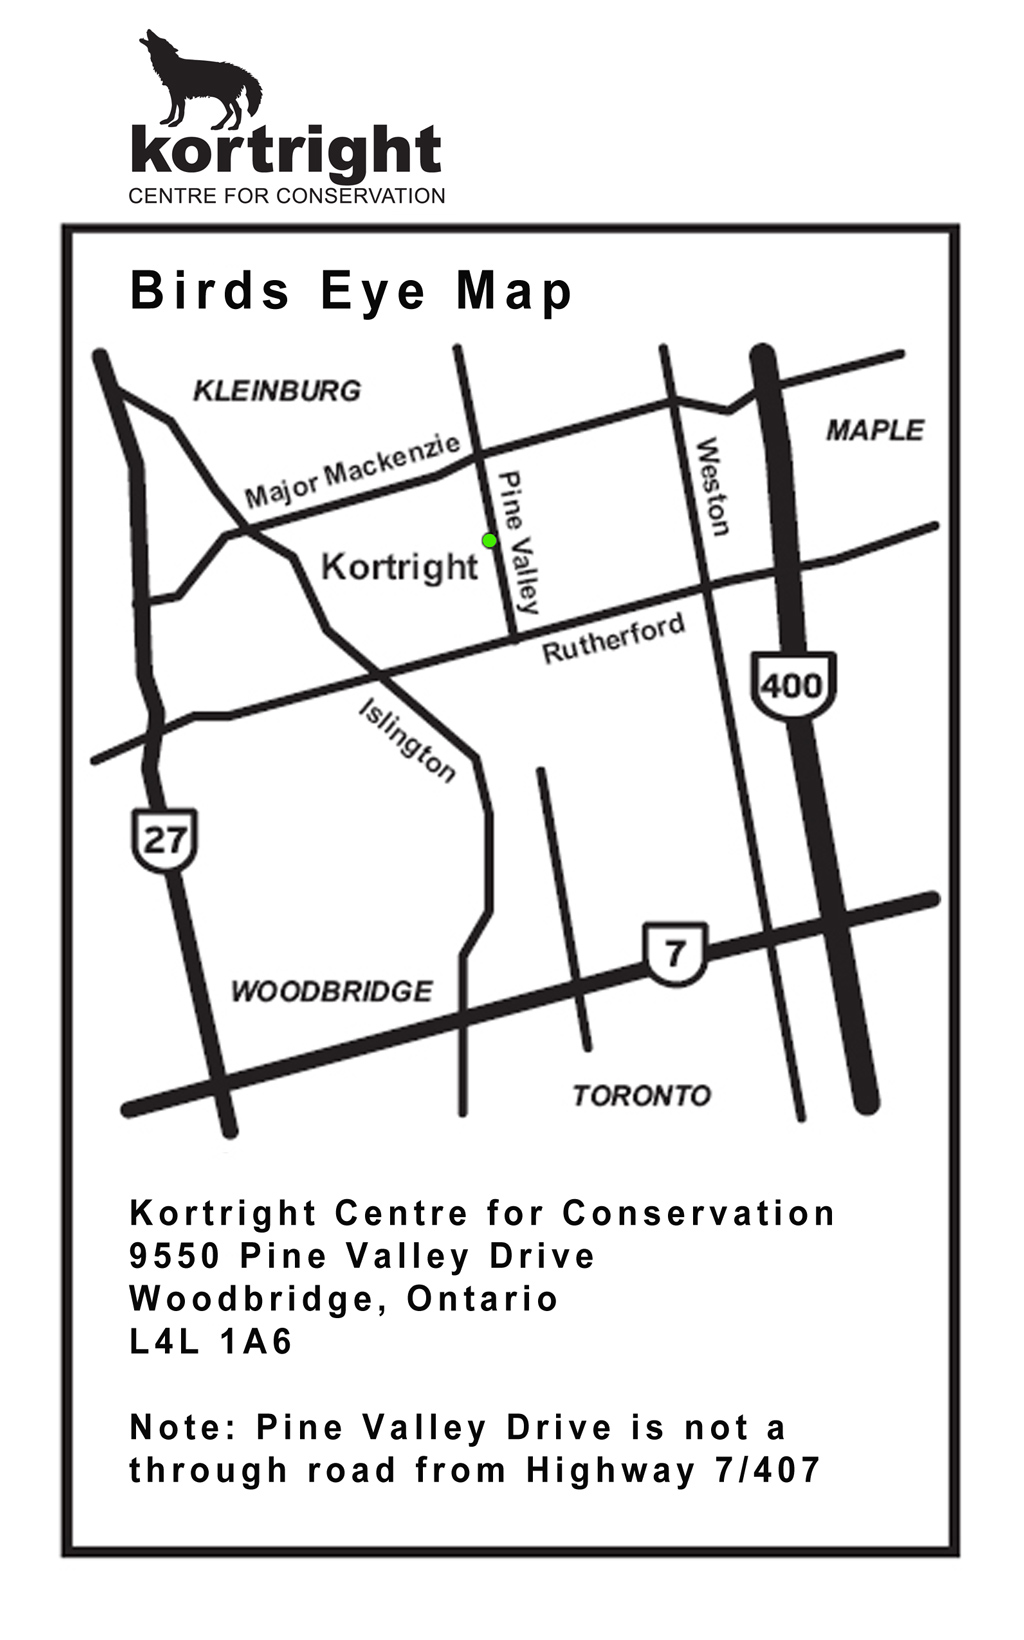 kortright
CENTRE FOR CONSERVATION
Birds Eye Map
KLEINBURG
MAPLE
Major Mackenzie
Pine Valley
Weston
Kortright
Rutherford
400
Islington
27
7
WOODBRIDGE
TORONTO
Kortright Centre for Conservation
9550 Pine Valley Drive
Woodbridge, Ontario
L4L 1A6
Note: Pine Valley Drive is not a
through road from Highway 7/407